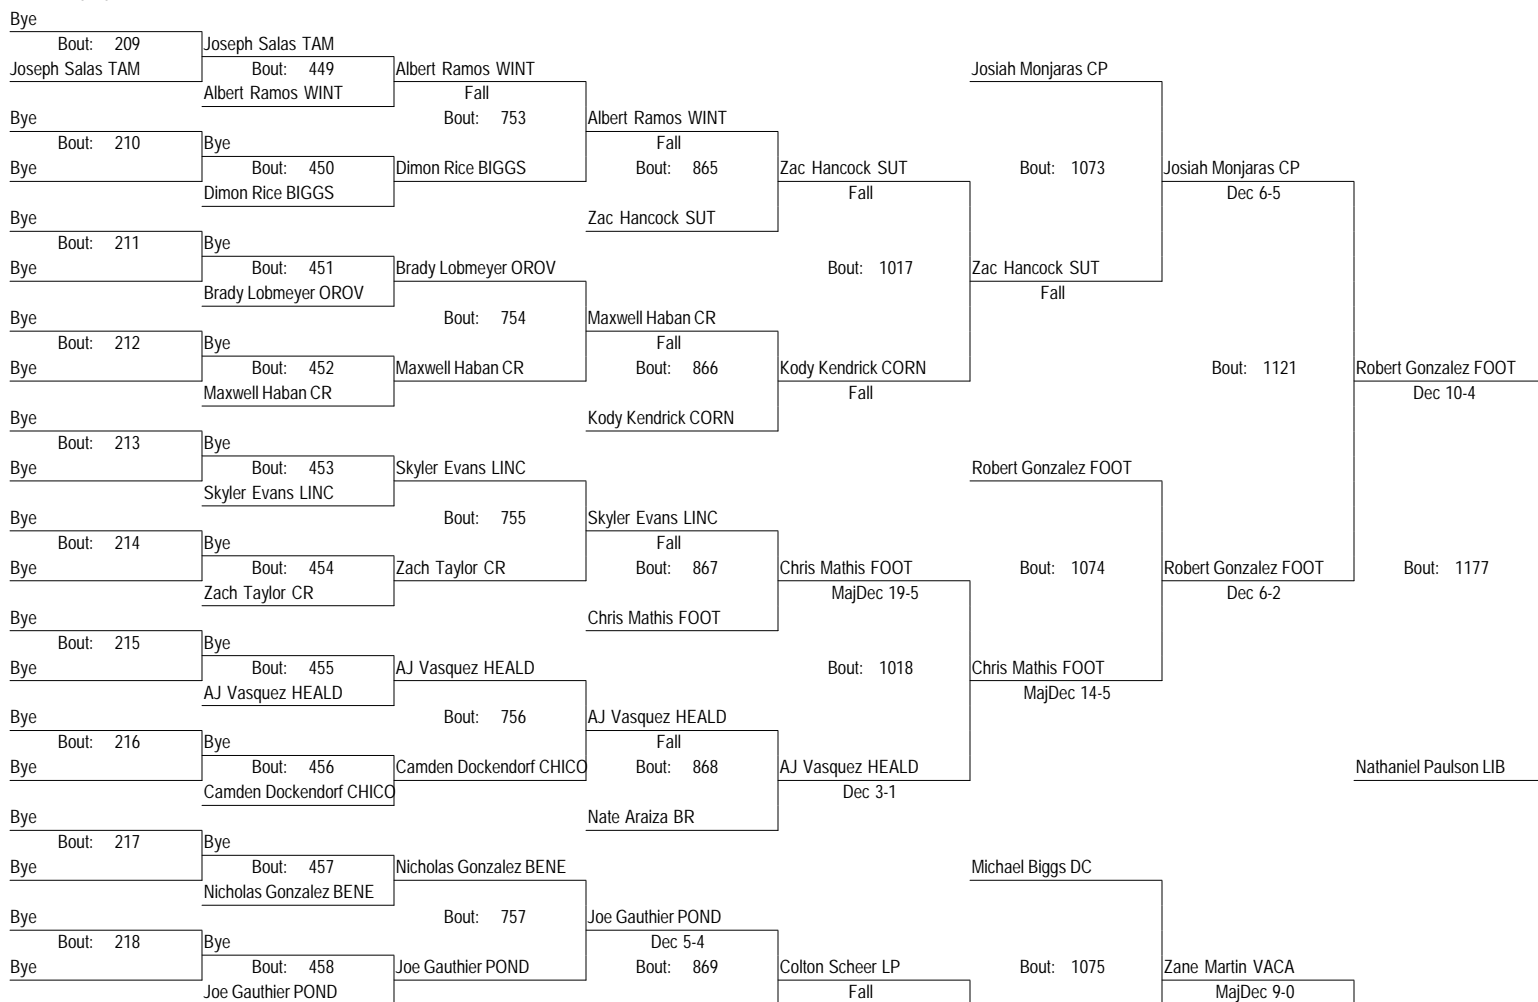 Bye
Bout: 209 Joseph Salas TAM
Joseph Salas TAM Bout: 449 Albert Ramos WINT Josiah Monjaras CP
Albert Ramos WINT Fall
Bye Bout: 753 Albert Ramos WINT
Bout: 210 Bye Fall
Bye Bout: 450 Dimon Rice BIGGS Bout: 865 Zac Hancock SUT Bout: 1073 Josiah Monjaras CP
Dimon Rice BIGGS Fall Dec 6-5
Bye Zac Hancock SUT
Bout: 211 Bye
Bye Bout: 451 Brady Lobmeyer OROV Bout: 1017 Zac Hancock SUT
Brady Lobmeyer OROV Fall
Bye Bout: 754 Maxwell Haban CR
Bout: 212 Bye Fall
Bye Bout: 452 Maxwell Haban CR Bout: 866 Kody Kendrick CORN Bout: 1121 Robert Gonzalez FOOT
Maxwell Haban CR Fall Dec 10-4
Bye Kody Kendrick CORN
Bout: 213 Bye
Bye Bout: 453 Skyler Evans LINC Robert Gonzalez FOOT
Skyler Evans LINC
Bye Bout: 755 Skyler Evans LINC
Bout: 214 Bye Fall
Bye Bout: 454 Zach Taylor CR Bout: 867 Chris Mathis FOOT Bout: 1074 Robert Gonzalez FOOT Bout: 1177
Zach Taylor CR MajDec 19-5 Dec 6-2
Bye Chris Mathis FOOT
Bout: 215 Bye
Bye Bout: 455 AJ Vasquez HEALD Bout: 1018 Chris Mathis FOOT
AJ Vasquez HEALD MajDec 14-5
Bye Bout: 756 AJ Vasquez HEALD
Bout: 216 Bye Fall
Bye Bout: 456 Camden Dockendorf CHICO Bout: 868 AJ Vasquez HEALD Nathaniel Paulson LIB
Camden Dockendorf CHICO Dec 3-1
Bye Nate Araiza BR
Bout: 217 Bye
Bye Bout: 457 Nicholas Gonzalez BENE Michael Biggs DC
Nicholas Gonzalez BENE
Bye Bout: 757 Joe Gauthier POND
Bout: 218 Bye Dec 5-4
Bye Bout: 458 Joe Gauthier POND Bout: 869 Colton Scheer LP Bout: 1075 Zane Martin VACA
Joe Gauthier POND Fall MajDec 9-0